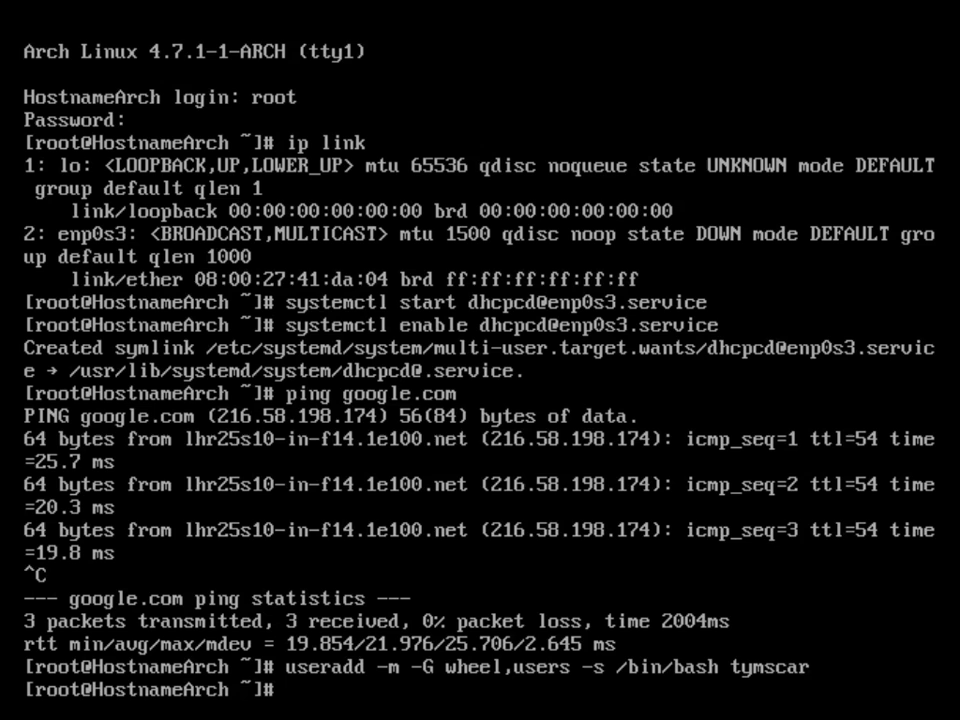 Arch Linux 4.7.1-1-ARCH (tty1)
HostnameArch login: root
Password:
[root@HostnameArch ~]# ip link
1: lo: <LOOPBACK,UP,LOWER_UP> mtu 65536 qdisc noqueue state UNKNOWN mode DEFAULT
 group default qlen 1
    link/loopback 00:00:00:00:00:00 brd 00:00:00:00:00:00
2: enp0s3: <BROADCAST,MULTICAST> mtu 1500 qdisc noop state DOWN mode DEFAULT gro
up default qlen 1000
    link/ether 08:00:27:41:da:04 brd ff:ff:ff:ff:ff:ff
[root@HostnameArch ~]# systemctl start dhcpcd@enp0s3.service
[root@HostnameArch ~]# systemctl enable dhcpcd@enp0s3.service
Created symlink /etc/systemd/system/multi-user.target.wants/dhcpcd@enp0s3.servic
e → /usr/lib/systemd/system/dhcpcd@.service.
[root@HostnameArch ~]# ping google.com
PING google.com (216.58.198.174) 56(84) bytes of data.
64 bytes from lhr25s10-in-f14.1e100.net (216.58.198.174): icmp_seq=1 ttl=54 time
=25.7 ms
64 bytes from lhr25s10-in-f14.1e100.net (216.58.198.174): icmp_seq=2 ttl=54 time
=20.3 ms
64 bytes from lhr25s10-in-f14.1e100.net (216.58.198.174): icmp_seq=3 ttl=54 time
=19.8 ms
^C
--- google.com ping statistics ---
3 packets transmitted, 3 received, 0% packet loss, time 2004ms
rtt min/avg/max/mdev = 19.854/21.976/25.706/2.645 ms
[root@HostnameArch ~]# useradd -m -G wheel,users -s /bin/bash tymscar
[root@HostnameArch ~]#